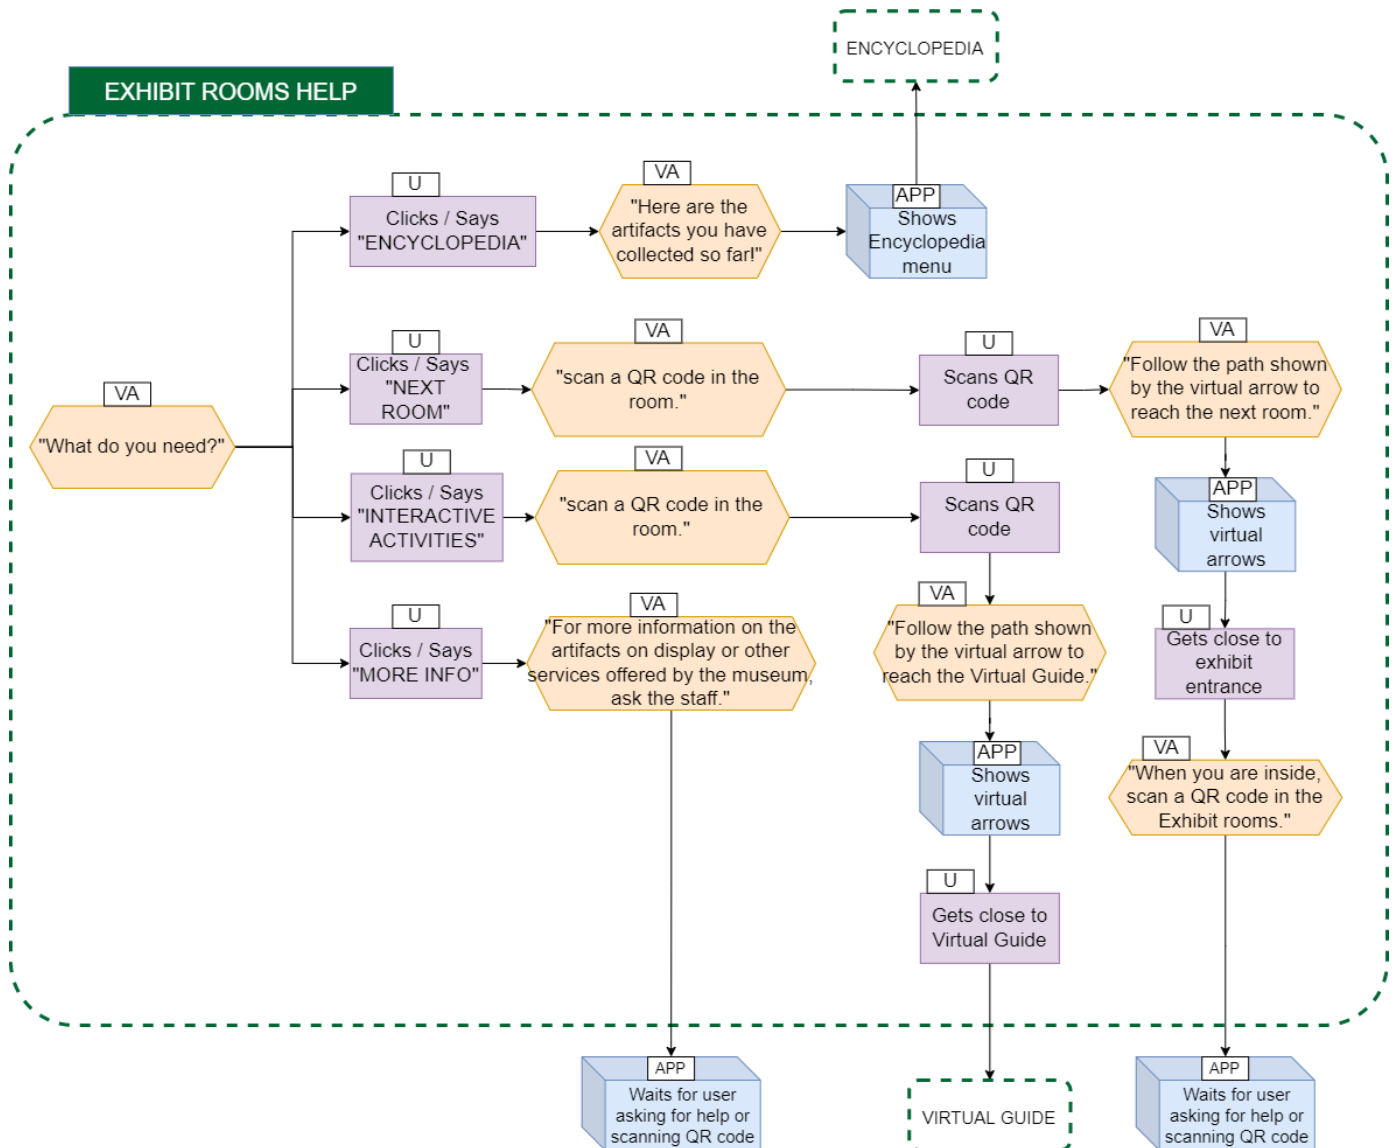 ENCYCLOPEDIA
EXHIBIT ROOMS HELP
U
Clicks / Says
"ENCYCLOPEDIA"
VA
"Here are the
artifacts you have
collected so far!"
APP
Shows
Encyclopedia
menu
VA
"What do you need?"
U
Clicks / Says
"NEXT
ROOM"
VA
"scan a QR code in the
room."
U
Scans QR
code
VA
"Follow the path shown
by the virtual arrow to
reach the next room."
APP
Shows
virtual
arrows
U
Gets close to
exhibit
entrance
VA
"When you are inside,
scan a QR code in the
Exhibit rooms."
APP
Waits for user
asking for help or
scanning QR code
U
Clicks / Says
"INTERACTIVE
ACTIVITIES"
VA
"scan a QR code in the
room."
U
Scans QR
code
VA
"Follow the path shown
by the virtual arrow to
reach the Virtual Guide."
APP
Shows
virtual
arrows
U
Gets close to
Virtual Guide
VIRTUAL GUIDE
U
Clicks / Says
"MORE INFO"
VA
"For more information on the
artifacts on display or other
services offered by the museum,
ask the staff."
APP
Waits for user
asking for help or
scanning QR code